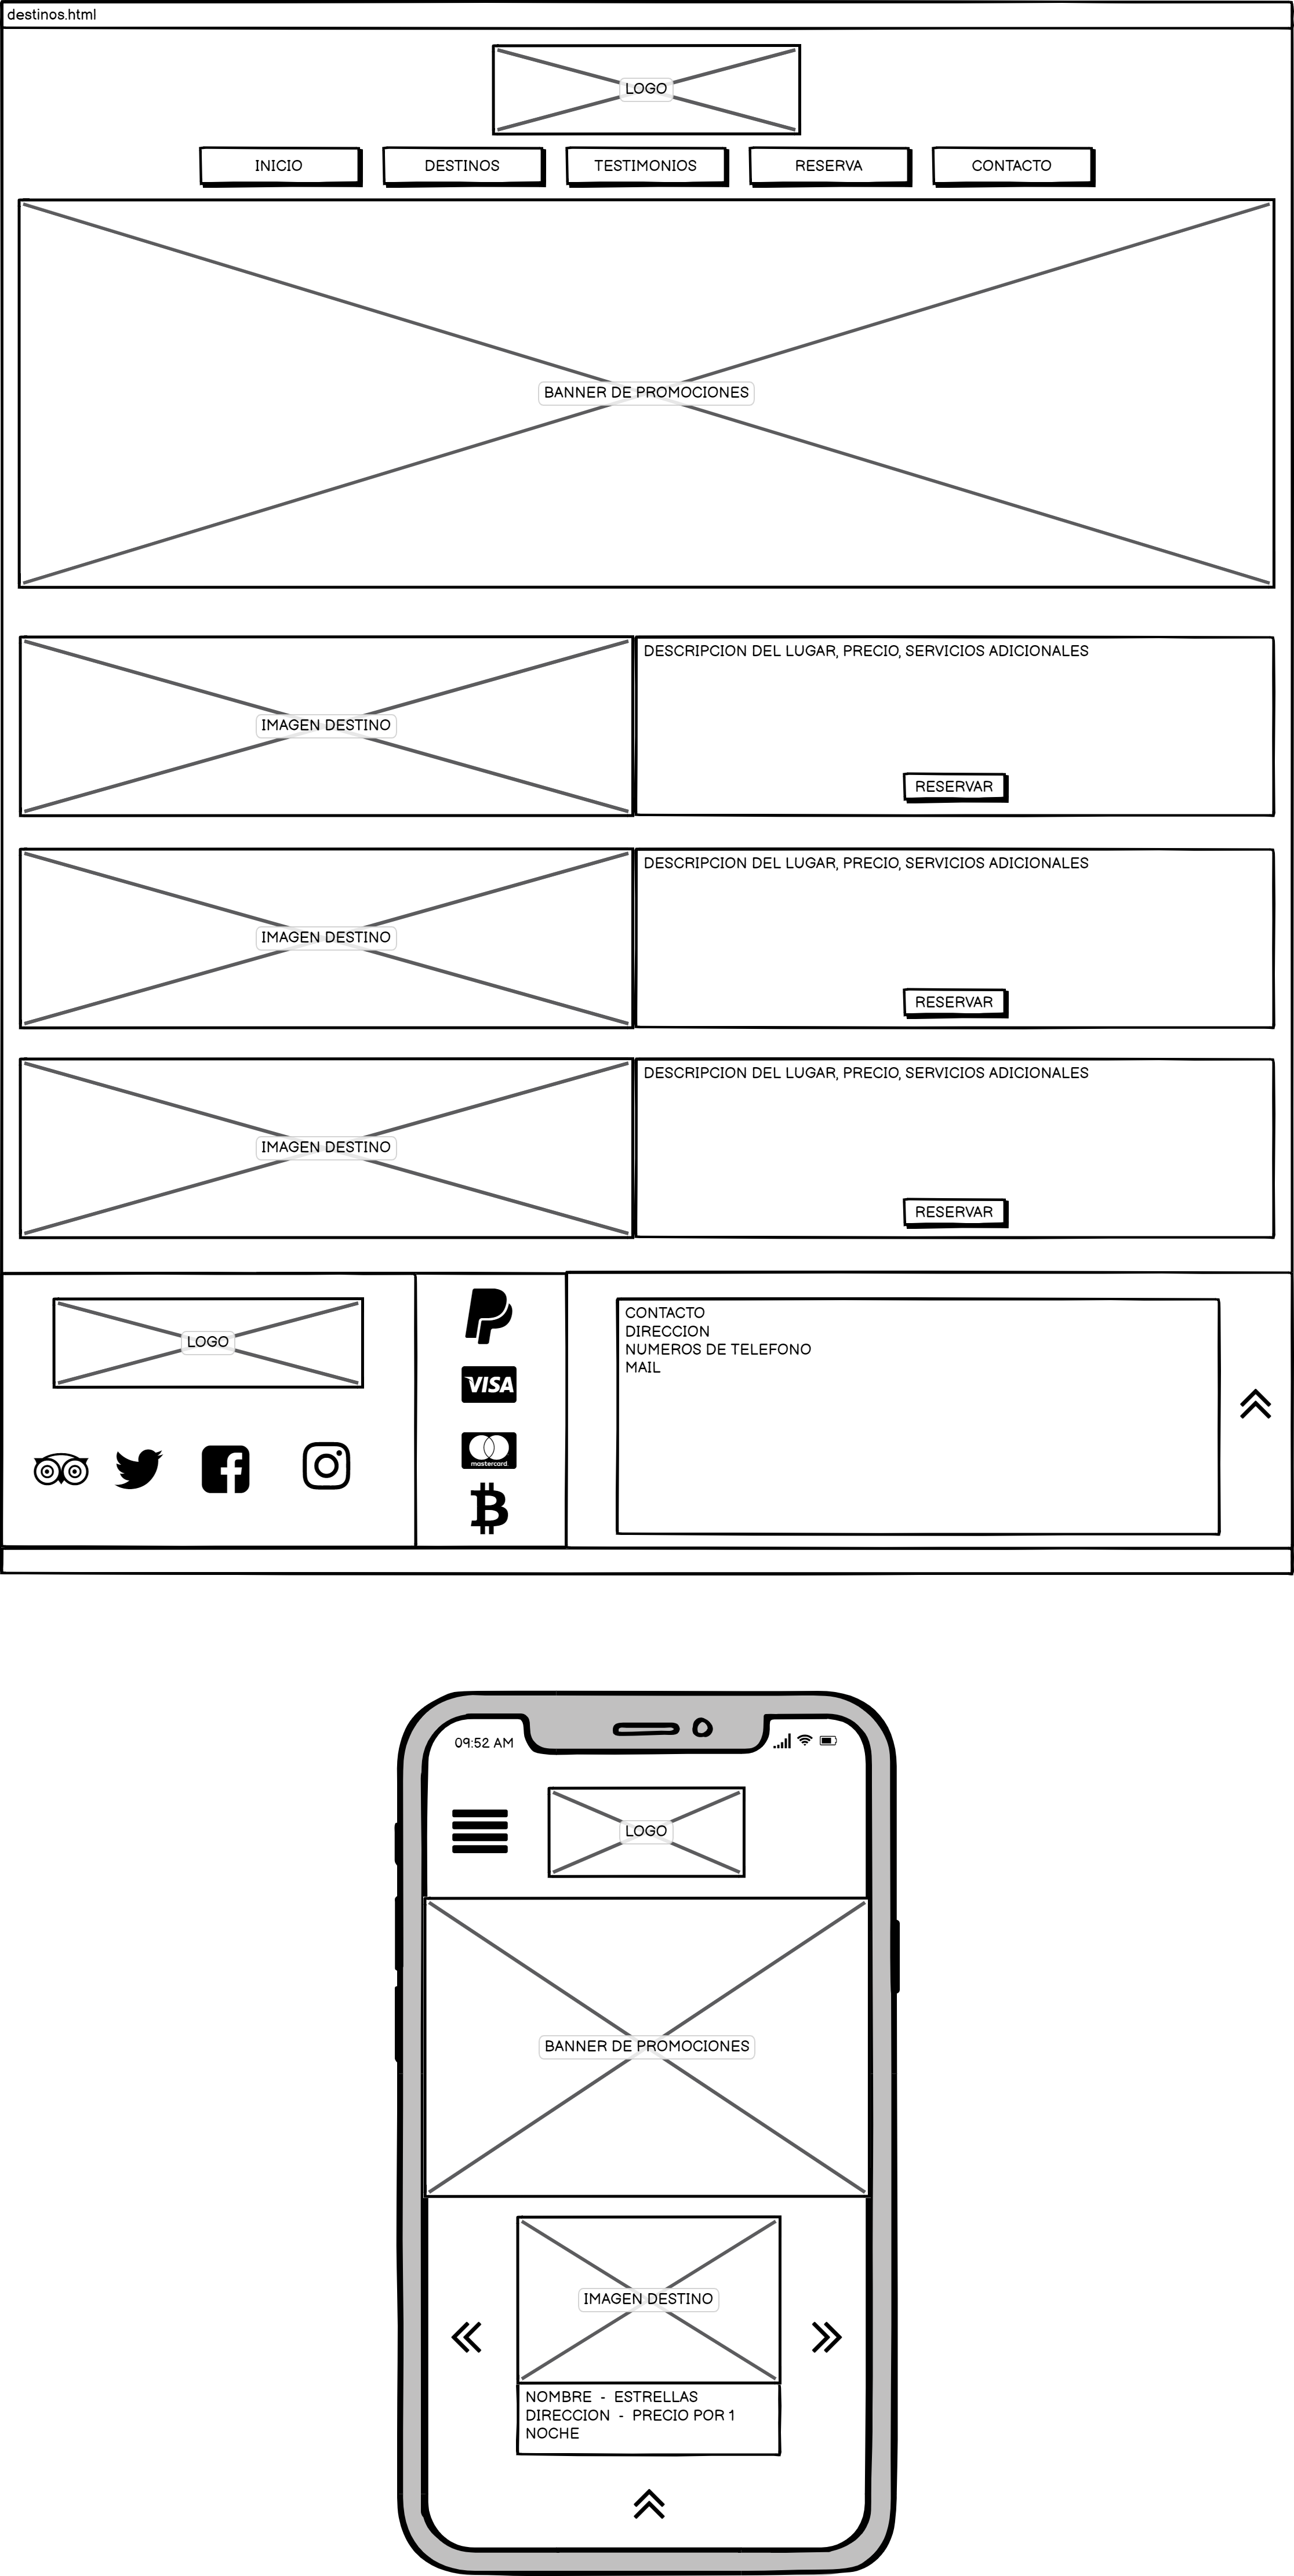 destinos.html
LOGO
INICIO
DESTINOS
TESTIMONIOS
RESERVA
CONTACTO
BANNER DE PROMOCIONES
IMAGEN DESTINO
DESCRIPCION DEL LUGAR, PRECIO, SERVICIOS ADICIONALES
RESERVAR
IMAGEN DESTINO
DESCRIPCION DEL LUGAR, PRECIO, SERVICIOS ADICIONALES
RESERVAR
IMAGEN DESTINO
DESCRIPCION DEL LUGAR, PRECIO, SERVICIOS ADICIONALES
RESERVAR
LOGO
VISA
mastercard.
CONTACTO
DIRECCION
NUMEROS DE TELEFONO
MAIL
09:52 AM
LOGO
BANNER DE PROMOCIONES
IMAGEN DESTINO
NOMBRE - ESTRELLAS
DIRECCION - PRECIO POR 1
NOCHE